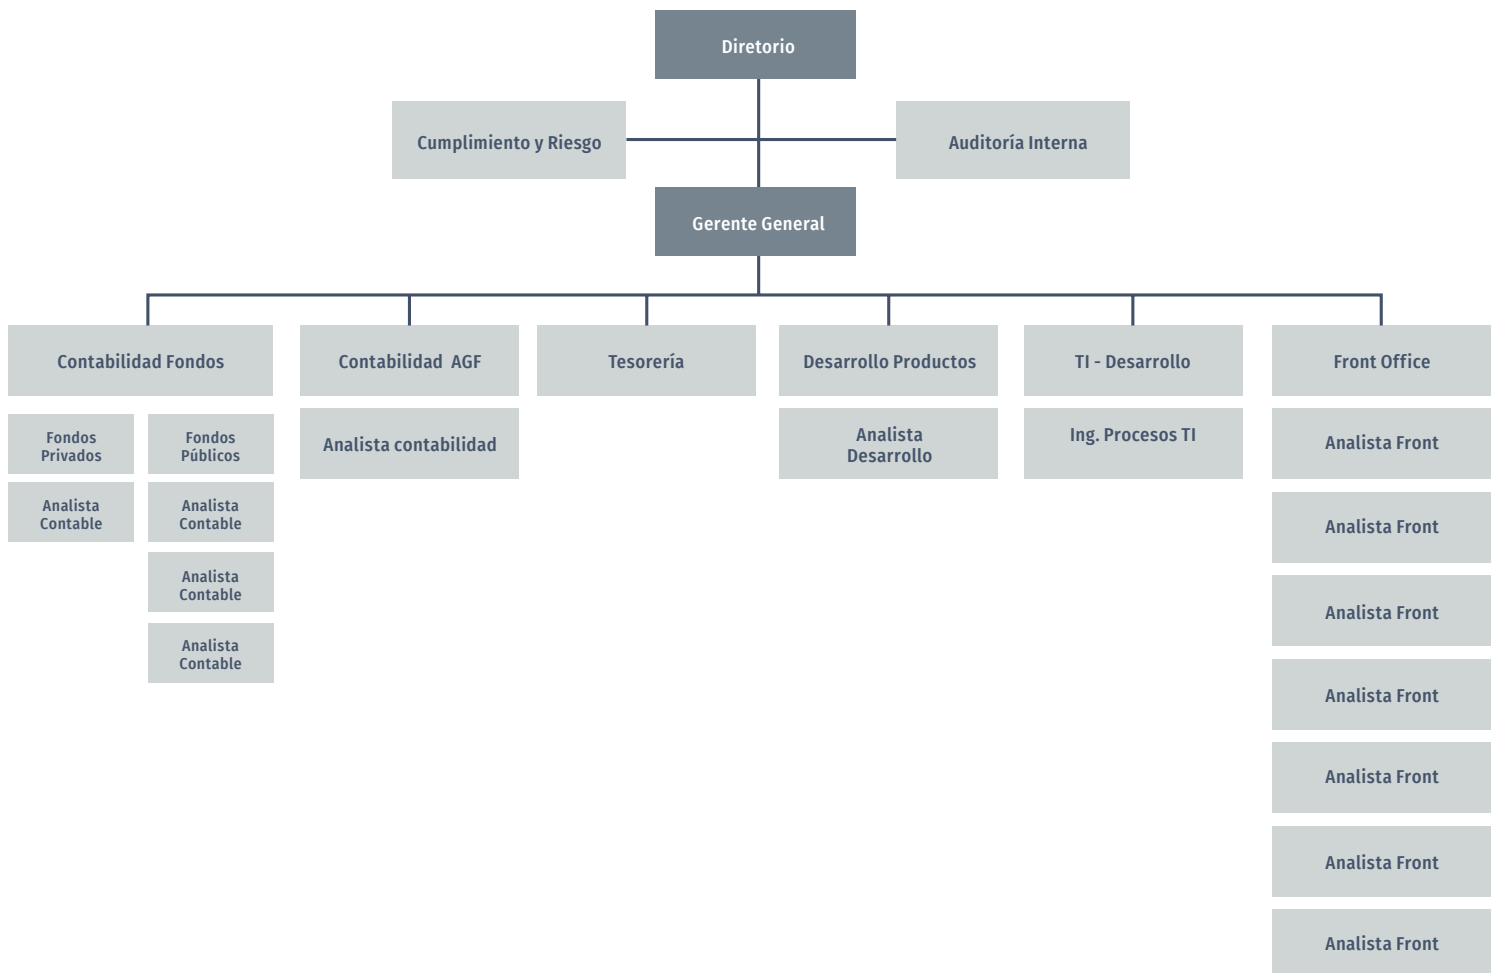 Diretorio
Cumplimiento y Riesgo
Auditoría Interna
Gerente General
Contabilidad Fondos
Contabilidad AGF
Tesorería
Desarrollo Productos
TI - Desarrollo
Front Office
Fondos
Privados
Fondos
Públicos
Analista contabilidad
Analista
Desarrollo
Ing. Procesos TI
Analista Front
Analista
Contable
Analista
Contable
Analista Front
Analista
Contable
Analista Front
Analista
Contable
Analista Front
Analista Front
Analista Front
Analista Front